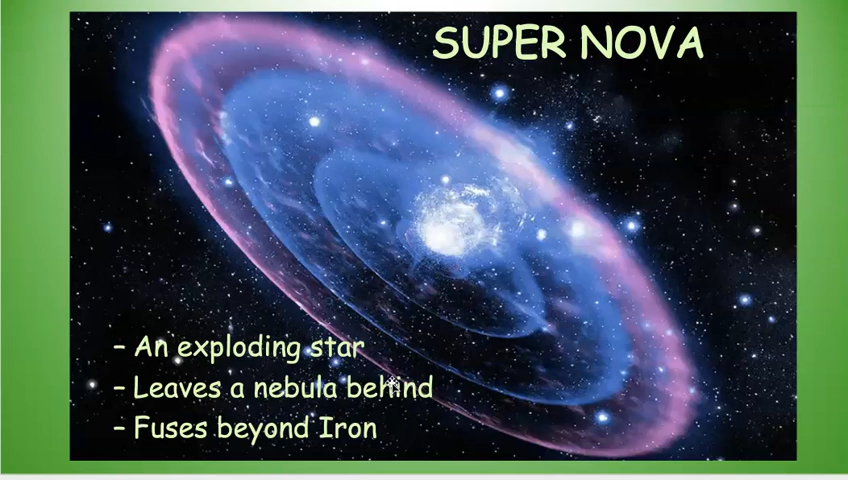 SUPER NOVA
– An exploding star
– Leaves a nebula behind
– Fuses beyond Iron